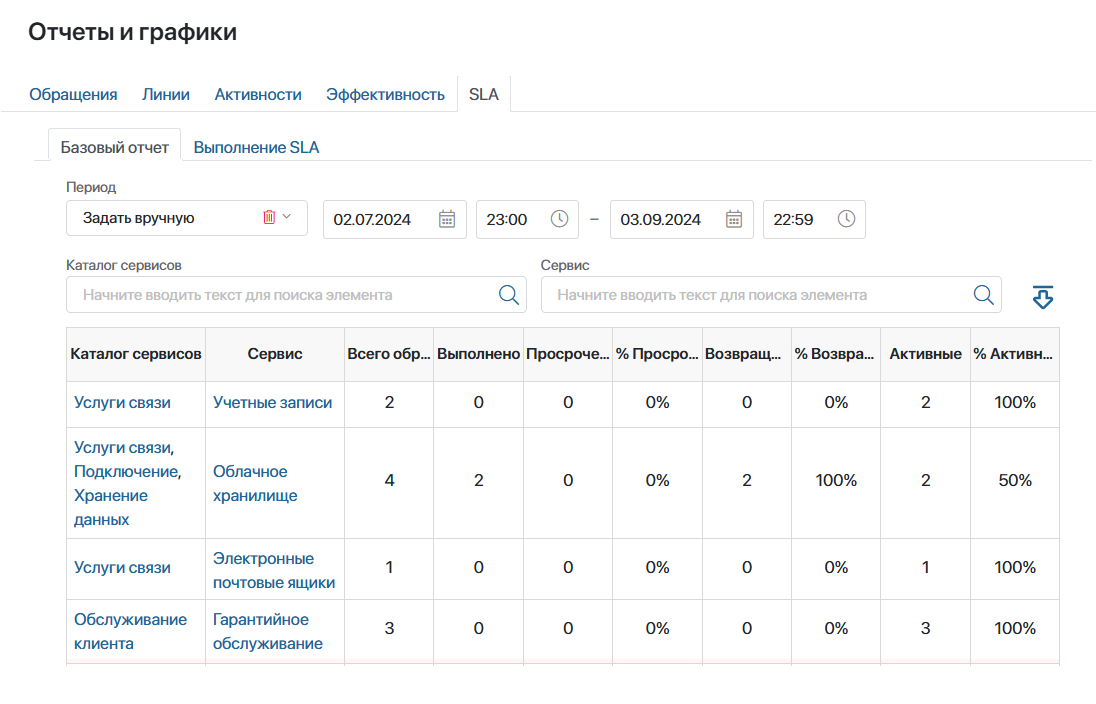 Отчеты и графики
Обращения Линии Активности Эффективность SLA
Базовый отчет Выполнение SLA
Период
Задать вручную 02.07.2024 23:00 – 03.09.2024 22:59
Каталог сервисов Сервис
Начните вводить текст для поиска элемента Начните вводить текст для поиска элемента
Каталог сервисов Сервис Всего обр... Выполнено Просроче... % Просро... Возвращ... % Возвра... Активные % Активн...
Услуги связи Учетные записи 2 0 0 0% 0 0% 2 100%
Услуги связи,
Подключение,
Хранение
данных
Облачное
хранилище
4 2 0 0% 2 100% 2 50%
Услуги связи
Электронные
почтовые ящики
1 0 0 0% 0 0% 1 100%
Обслуживание
клиента
Гарантийное
обслуживание
3 0 0 0% 0 0% 3 100%